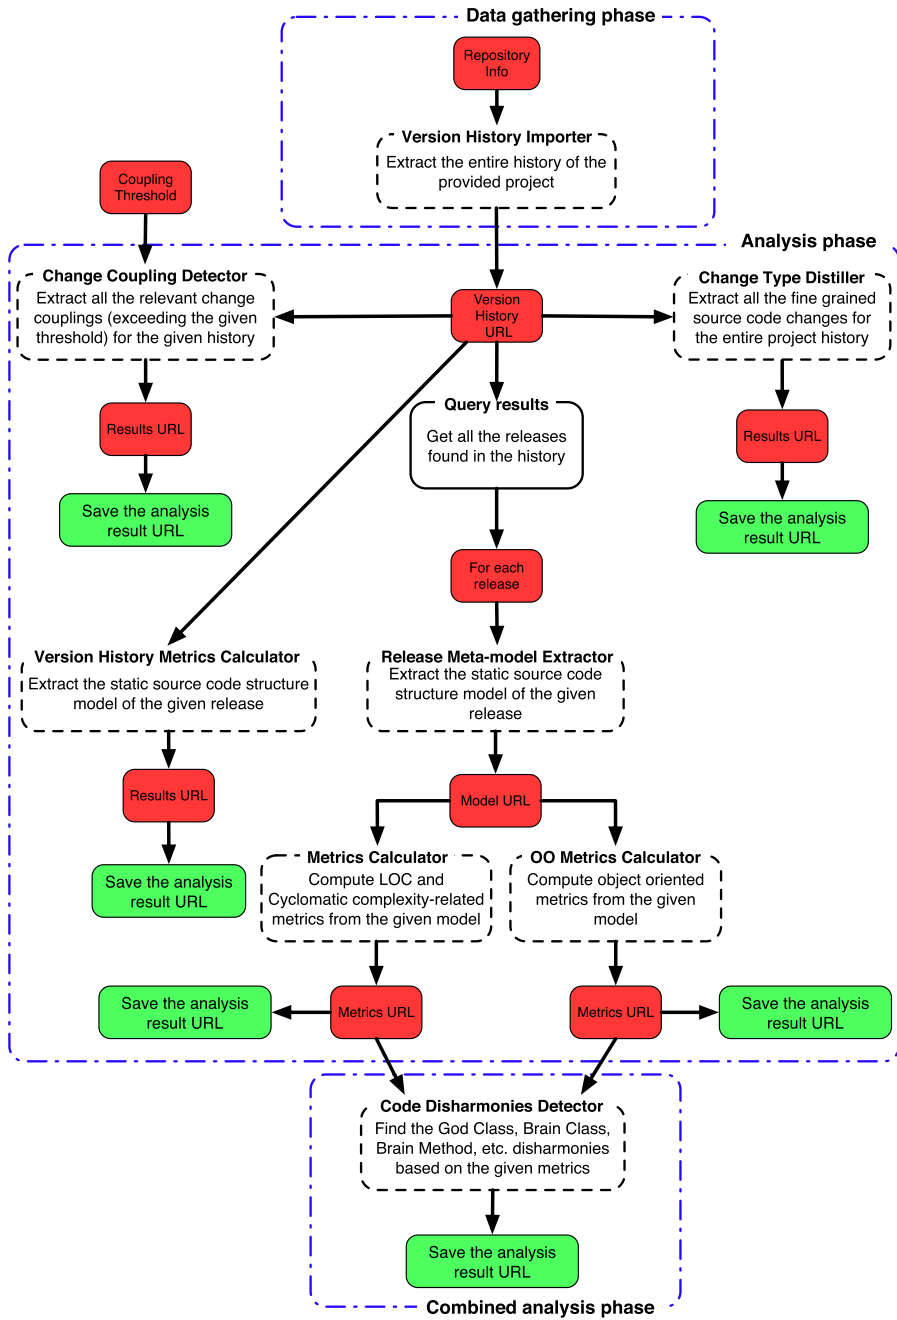 Data gathering phase
Repository
Info
Version History Importer
Extract the entire history of the
provided project
Coupling
Threshold
Analysis phase
Change Coupling Detector
Extract all the relevant change
couplings (exceeding the given
threshold) for the given history
Version
History
URL
Change Type Distiller
Extract all the fine grained
source code changes for
the entire project history
Results URL
Save the analysis
result URL
Query results
Get all the releases
found in the history
Results URL
Save the analysis
result URL
For each
release
Version History Metrics Calculator
Extract the static source code structure
model of the given release
Release Meta-model Extractor
Extract the static source code
structure model of the given
release
Results URL
Save the analysis
result URL
Model URL
Metrics Calculator
Compute LOC and
Cyclomatic complexity-related
metrics from the given model
OO Metrics Calculator
Compute object oriented
metrics from the given
model
Save the analysis
result URL
Metrics URL
Metrics URL
Save the analysis
result URL
Code Disharmonies Detector
Find the God Class, Brain Class,
Brain Method, etc. disharmonies
based on the given metrics
Save the analysis
result URL
Combined analysis phase